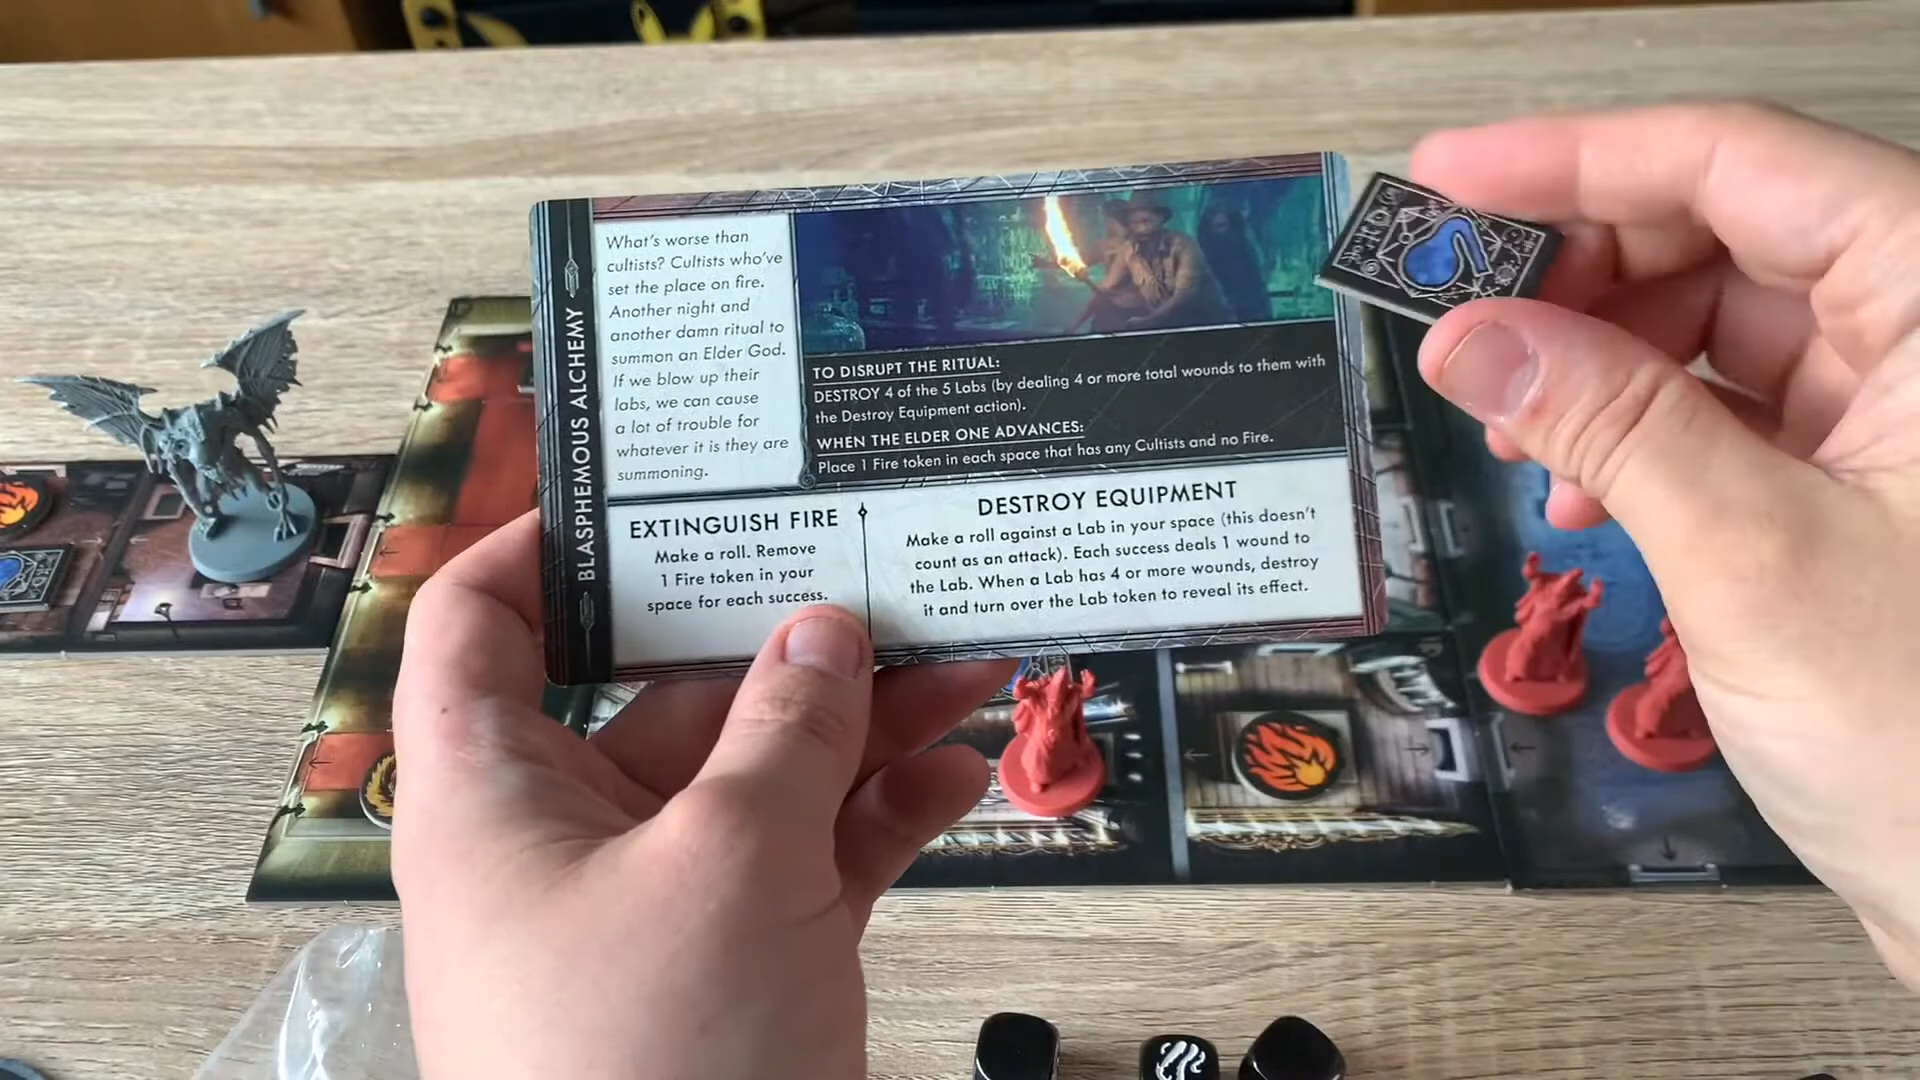 BLASPHEMOUS ALCHEMY
What's worse than
cultists? Cultists who've
set the place on fire.
Another night and
another damn ritual to
summon an Elder God.
If we blow up their
labs, we can cause
a lot of trouble for
whatever it is they are
summoning.
TO DISRUPT THE RITUAL:
DESTROY 4 of the 5 Labs (by dealing 4 or more total wounds to them with
the Destroy Equipment action).
WHEN THE ELDER ONE ADVANCES:
Place 1 Fire token in each space that has any Cultists and no Fire.
EXTINGUISH FIRE
Make a roll. Remove
1 Fire token in your
space for each success.
DESTROY EQUIPMENT
Make a roll against a Lab in your space (this doesn't
count as an attack). Each success deals 1 wound to
the Lab. When a Lab has 4 or more wounds, destroy
it and turn over the Lab token to reveal its effect.